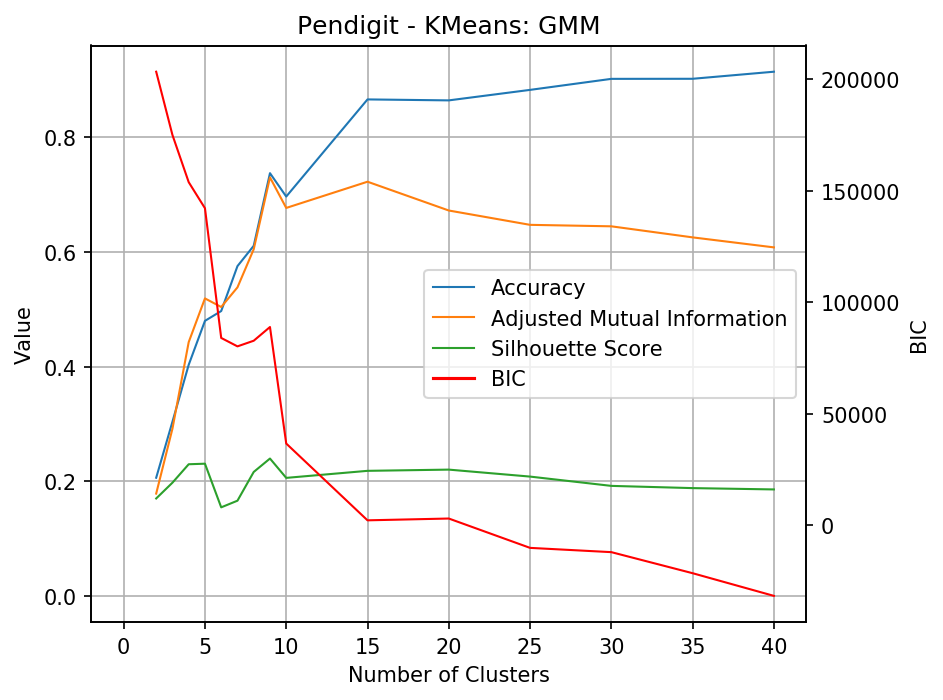 Pendigit - KMeans: GMM
Value
0.8
0.6
0.4
0.2
0.0
200000
150000
100000
50000
0
BIC
Accuracy
Adjusted Mutual Information
Silhouette Score
BIC
0 5 10 15 20 25 30 35 40
Number of Clusters